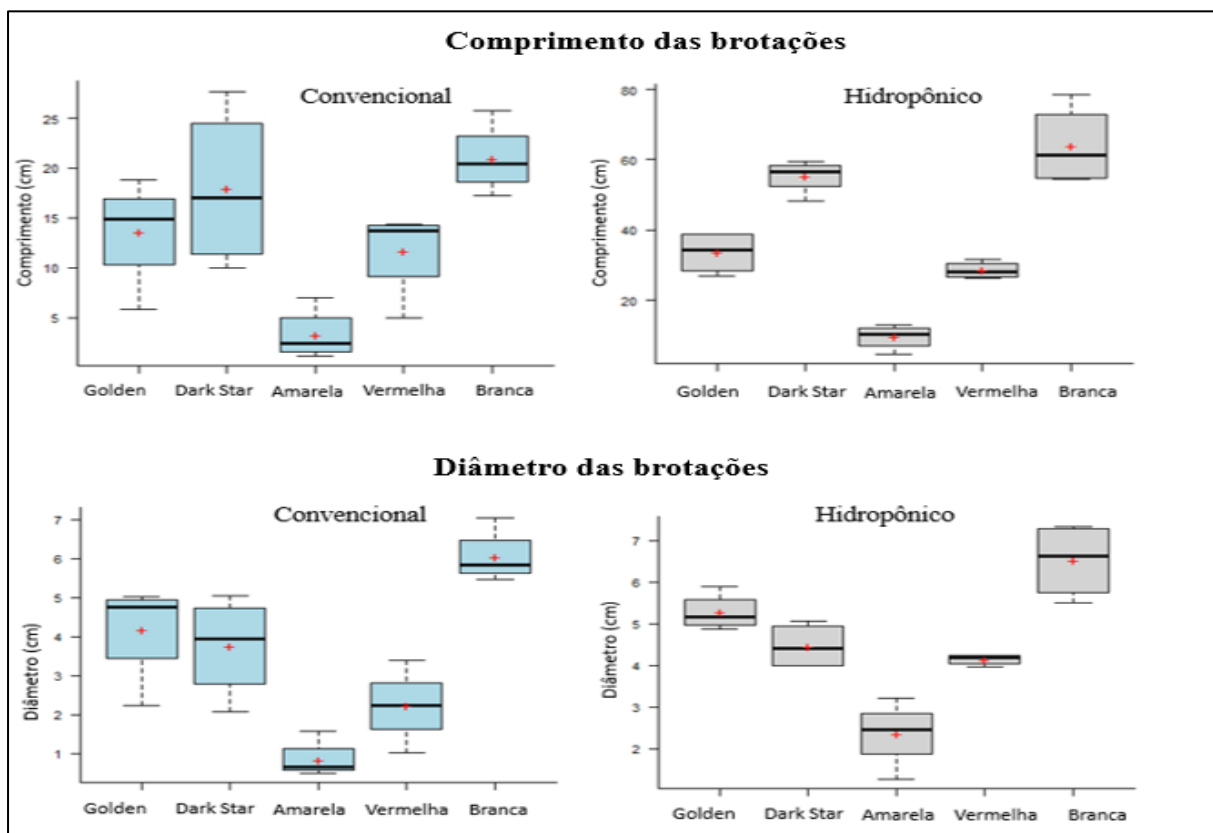 Comprimento das brotações
Convencional
Hidropônico
Comprimento (cm)
25
20
15
10
5
Golden Dark Star Amarela Vermelha Branca
Comprimento (cm)
80
60
40
20
Golden Dark Star Amarela Vermelha Branca
Diâmetro das brotações
Convencional
Hidropônico
Diâmetro (cm)
7
6
5
4
3
2
1
Golden Dark Star Amarela Vermelha Branca
Diâmetro (cm)
7
6
5
4
3
2
Golden Dark Star Amarela Vermelha Branca